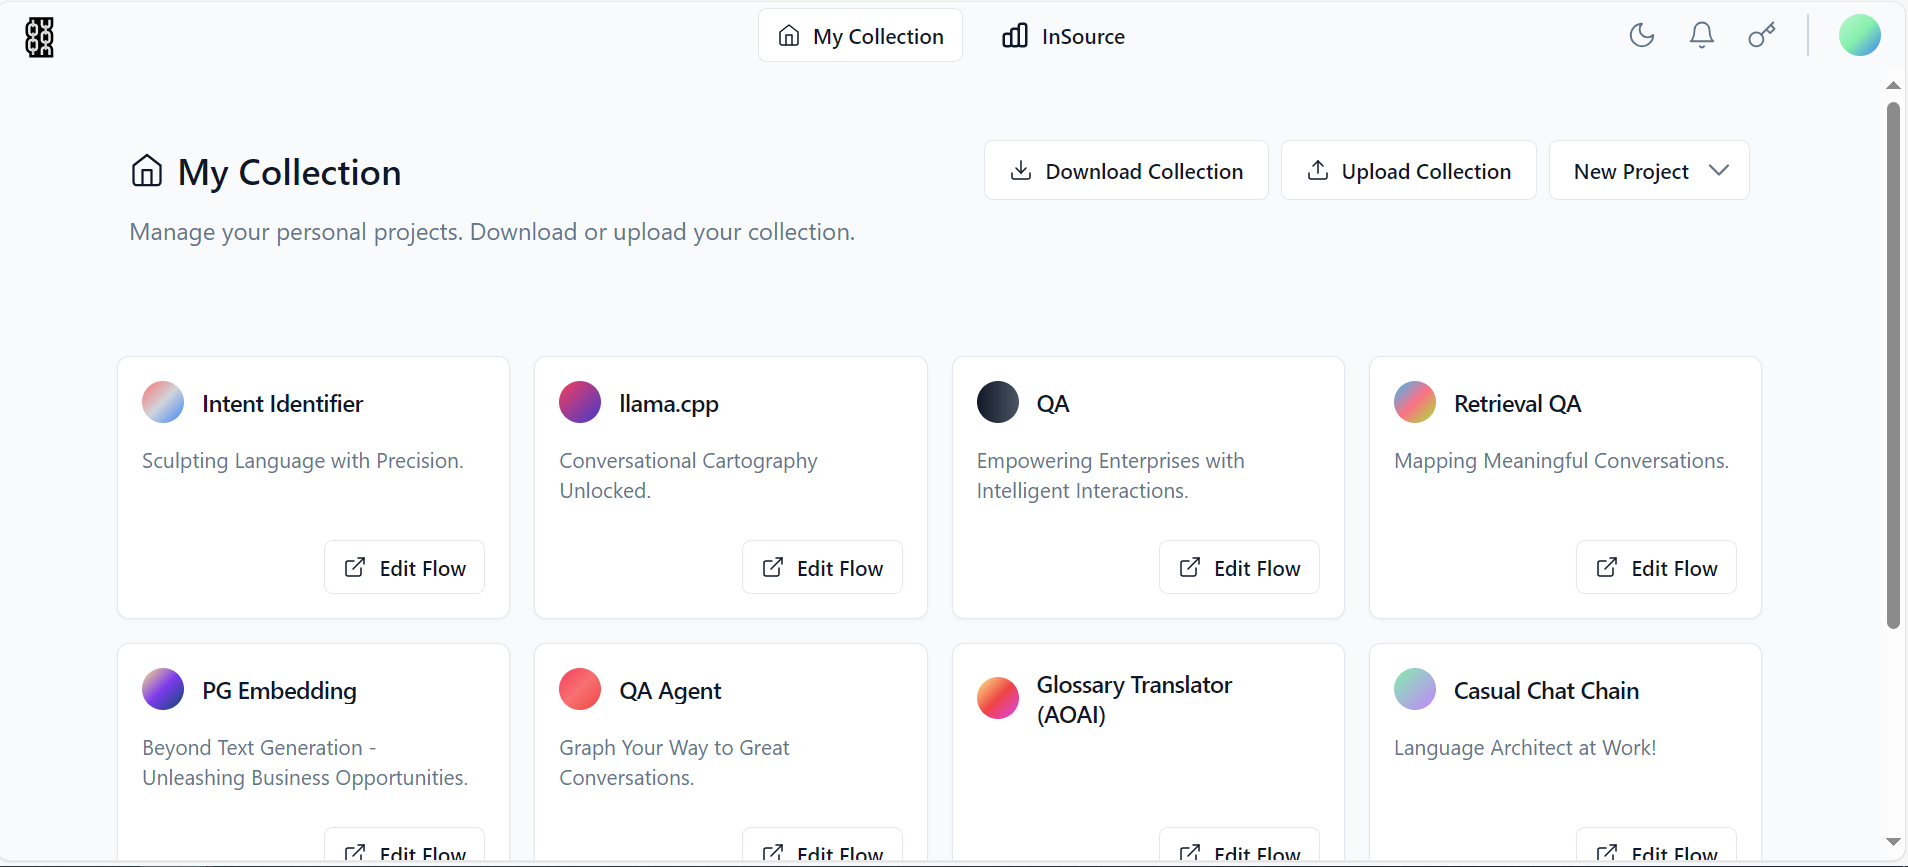 My Collection
InSource
My Collection
Download Collection
Upload Collection
New Project
Manage your personal projects. Download or upload your collection.
Intent Identifier
Sculpting Language with Precision.
Edit Flow
llama.cpp
Conversational Cartography
Unlocked.
Edit Flow
QA
Empowering Enterprises with
Intelligent Interactions.
Edit Flow
Retrieval QA
Mapping Meaningful Conversations.
Edit Flow
PG Embedding
Beyond Text Generation -
Unleashing Business Opportunities.
Edit Flow
QA Agent
Graph Your Way to Great
Conversations.
Edit Flow
Glossary Translator
(AOAI)
Edit Flow
Casual Chat Chain
Language Architect at Work!
Edit Flow